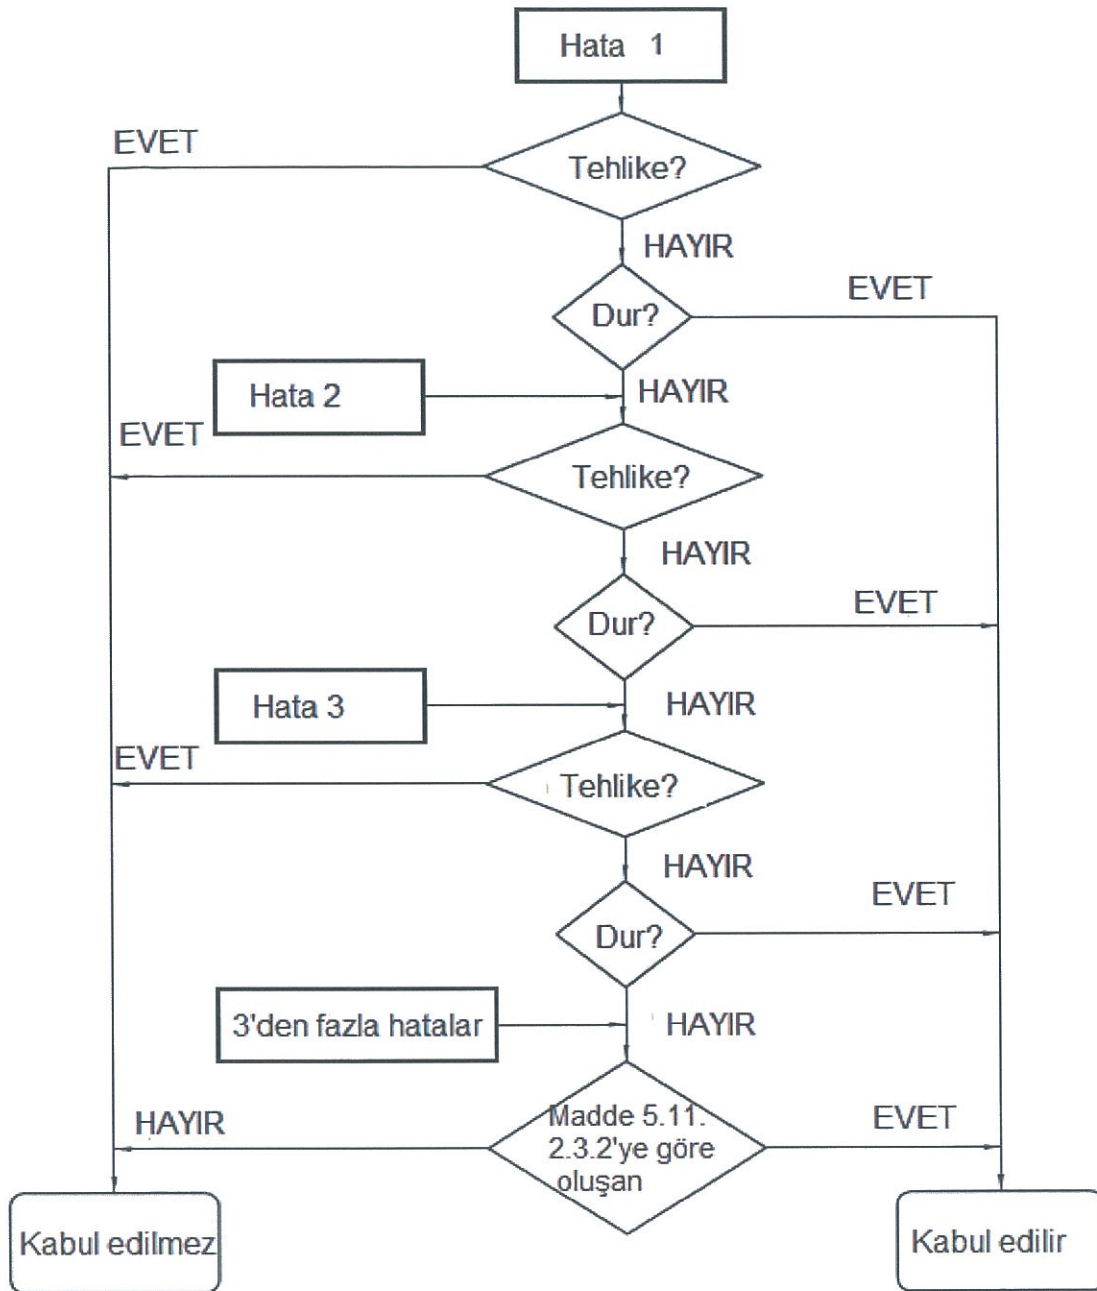 Hata 1
EVET
Tehlike?
HAYIR
EVET
Dur?
Hata 2
HAYIR
EVET
Tehlike?
HAYIR
EVET
Dur?
Hata 3
HAYIR
EVET
Tehlike?
HAYIR
EVET
Dur?
3'den fazla hatalar
HAYIR
HAYIR
Madde 5.11.
2.3.2'ye göre
oluşan
EVET
Kabul edilmez
Kabul edilir